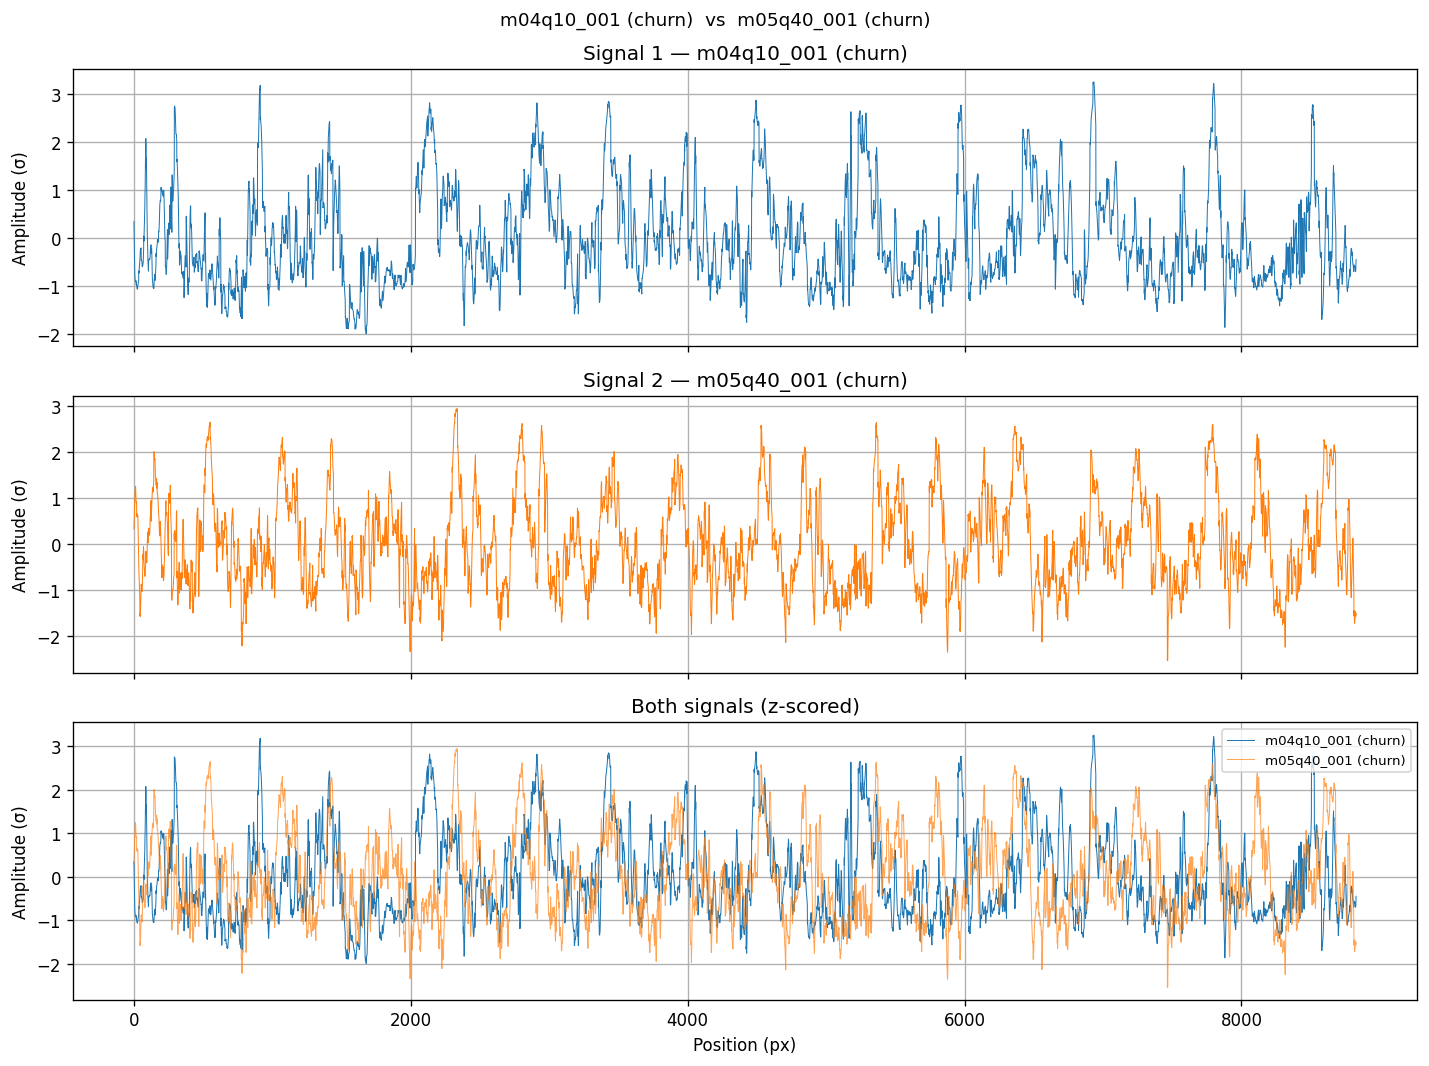 m04q10_001 (churn)  vs  m05q40_001 (churn)
Signal 1 — m04q10_001 (churn)
3
2
1
0
−1
−2
Amplitude (σ)
Signal 2 — m05q40_001 (churn)
3
2
1
0
−1
−2
Amplitude (σ)
Both signals (z-scored)
m04q10_001 (churn)
m05q40_001 (churn)
3
2
1
0
−1
−2
Amplitude (σ)
0 2000 4000 6000 8000
Position (px)